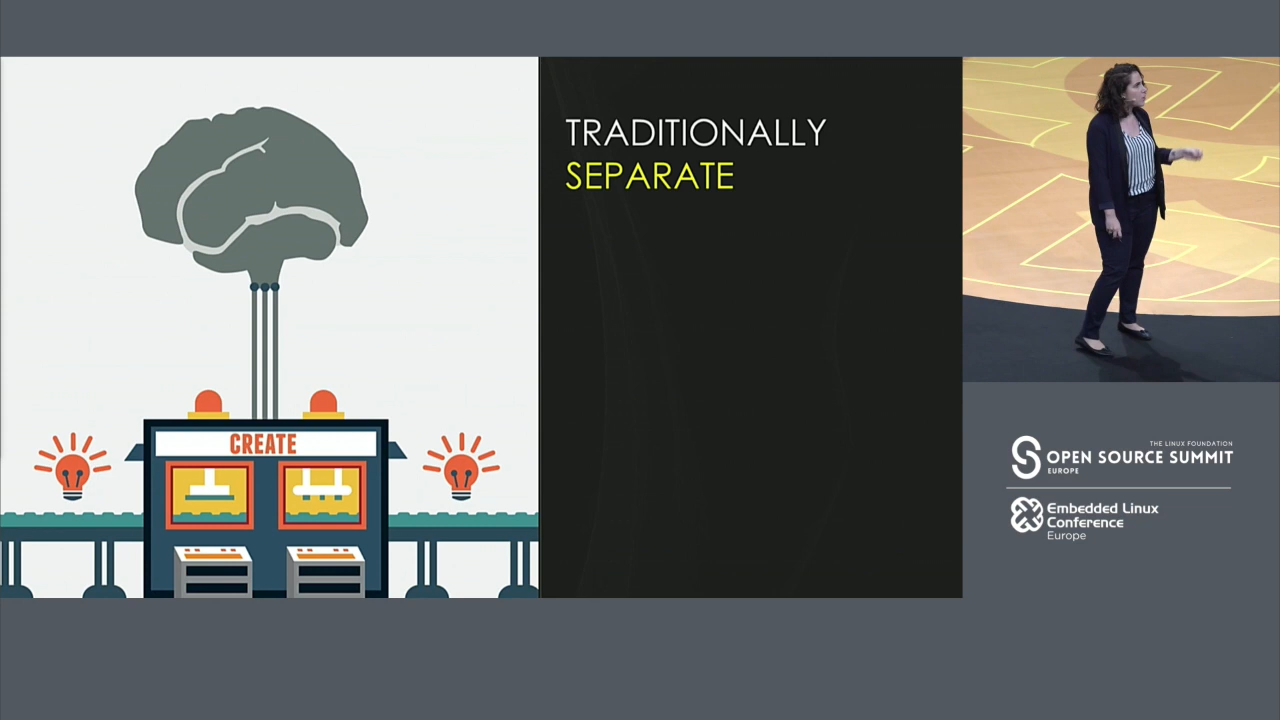 CREATE
TRADITIONALLY
SEPARATE
THE LINUX FOUNDATION
OPEN SOURCE SUMMIT
EUROPE
Embedded Linux
Conference
Europe